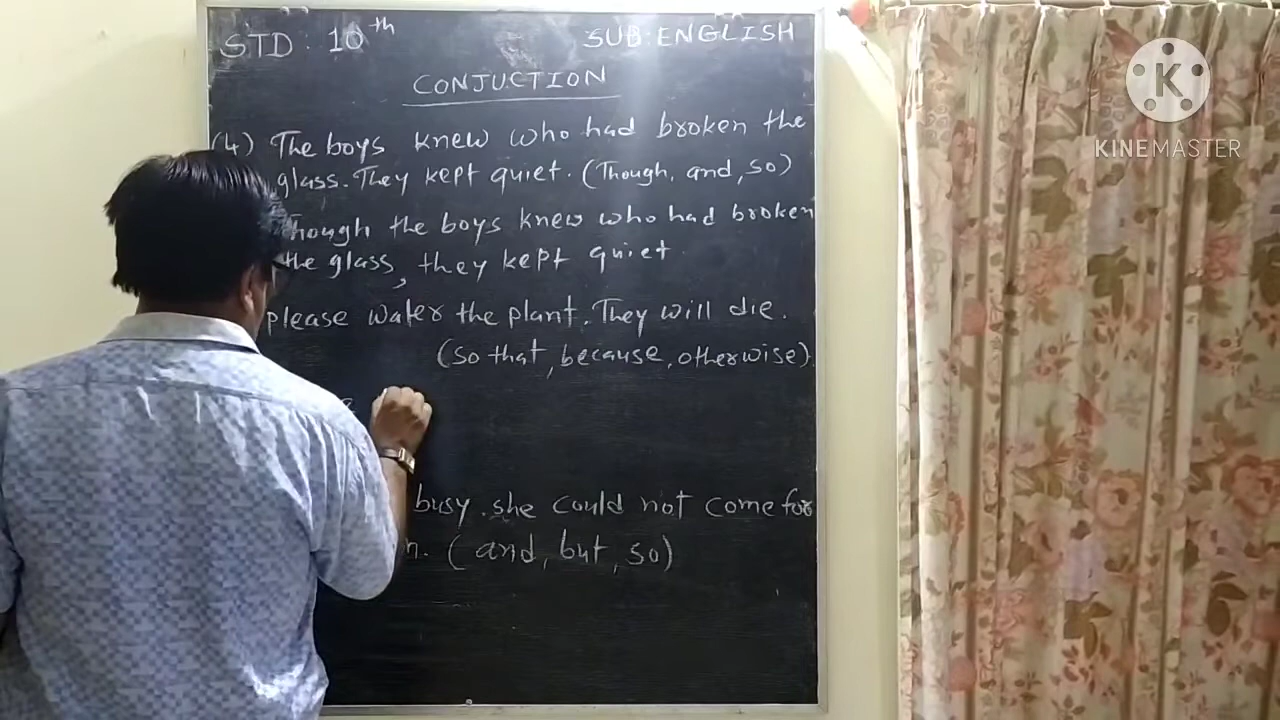 STD: 10th SUB: ENGLISH
CONJUCTION
(4) The boys knew who had broken the
glass. They kept quiet. (Though, and, so)
hough the boys knew who had broken
the glass, they kept quiet.
please water the plant. They will die.
(so that, because, otherwise).
busy. she could not come for
n. (and, but, so)
K
KINEMASTER